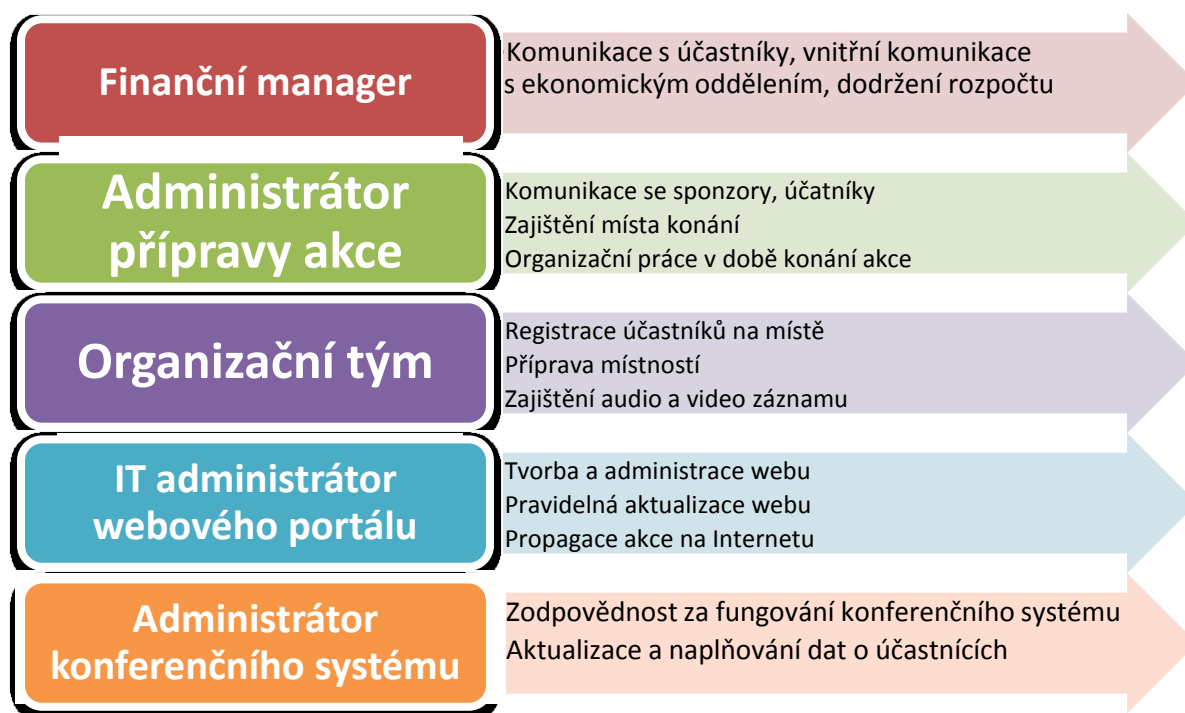 Finanční manager
Komunikace s účastníky, vnitřní komunikace
s ekonomickým oddělením, dodržení rozpočtu
Administrátor
přípravy akce
Komunikace se sponzory, účatníky
Zajištění místa konání
Organizační práce v době konání akce
Organizační tým
Registrace účastníků na místě
Příprava místností
Zajištění audio a video záznamu
IT administrátor
webového portálu
Tvorba a administrace webu
Pravidelná aktualizace webu
Propagace akce na Internetu
Administrátor
konferenčního systému
Zodpovědnost za fungování konferenčního systému
Aktualizace a naplňování dat o účastnících